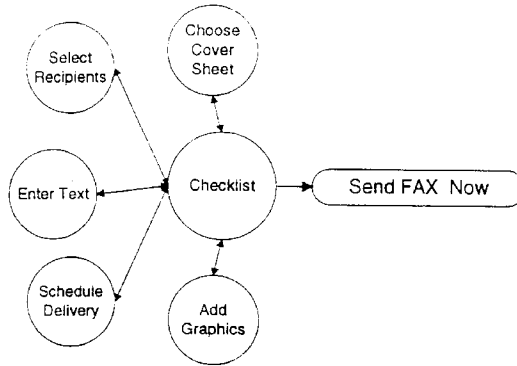 Choose
Cover
Sheet
Select
Recipients
Enter Text
Checklist
Send FAX Now
Schedule
Delivery
Add
Graphics